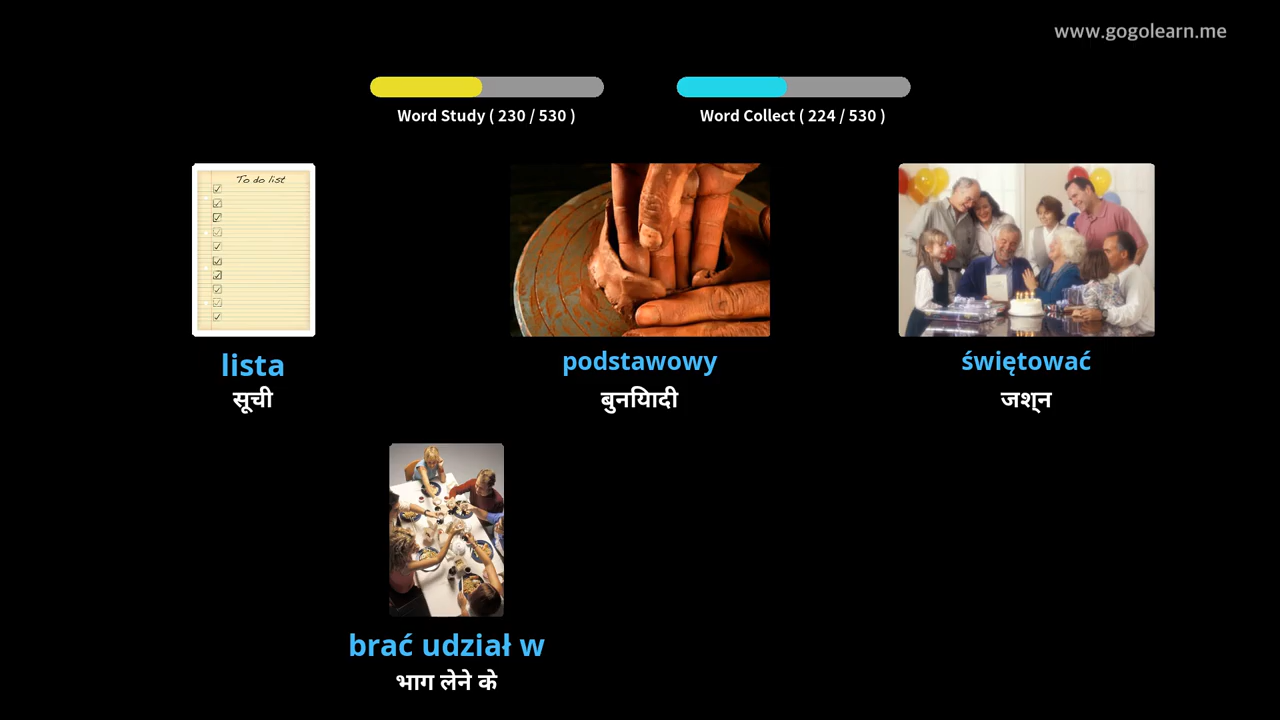 www.gogolearn.me
Word Study ( 230 / 530 )
Word Collect ( 224 / 530 )
To do list
lista
podstawowy
świętować
सूची
बुनियादी
जश्न
brać udział w
भाग लेने के